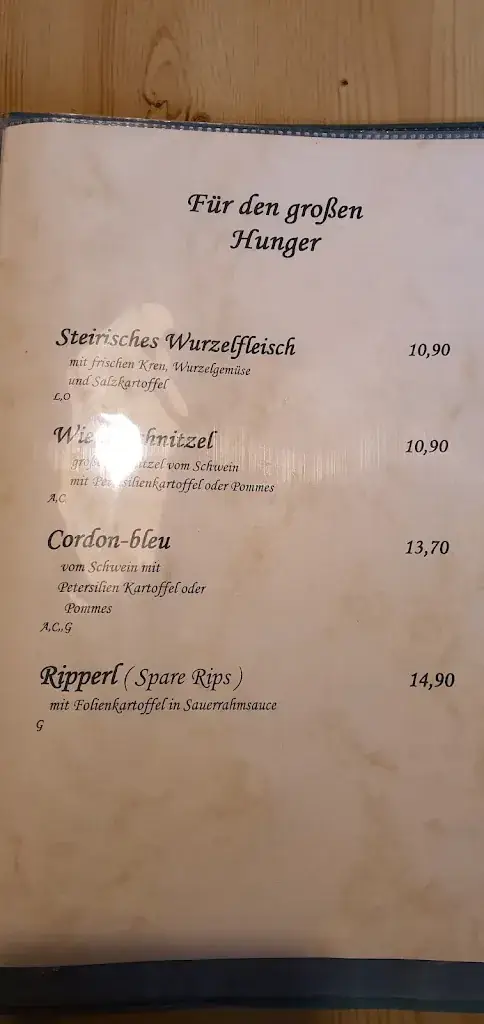 Für den großen
Hunger
Steirisches Wurzelfleisch 10,90
mit frischen Kren, Wurzelgemüse
und Salzkartoffel
L,O
10,90
vom Schwein
mit Petersilienkartoffel oder Pommes
A,C
Cordon-bleu 13,70
vom Schwein mit
Petersilien Kartoffel oder
Pommes
A,C,,G
Ripperl ( Spare Rips ) 14,90
mit Folienkartoffel in Sauerrahmsauce
G